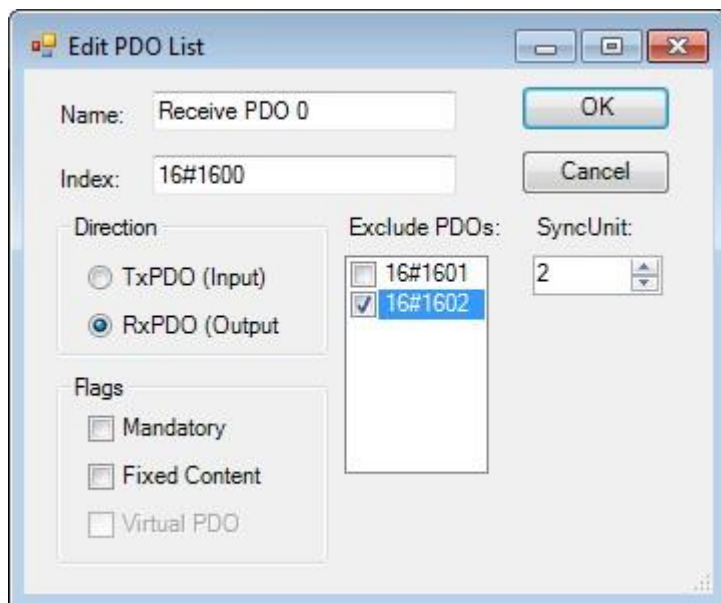 Edit PDO List
Name: Receive PDO 0
OK
Index: 16#1600
Cancel
Direction
TxPDO (Input)
RxPDO (Output
Exclude PDOs:
16#1601
16#1602
SyncUnit:
2
Flags
Mandatory
Fixed Content
Virtual PDO